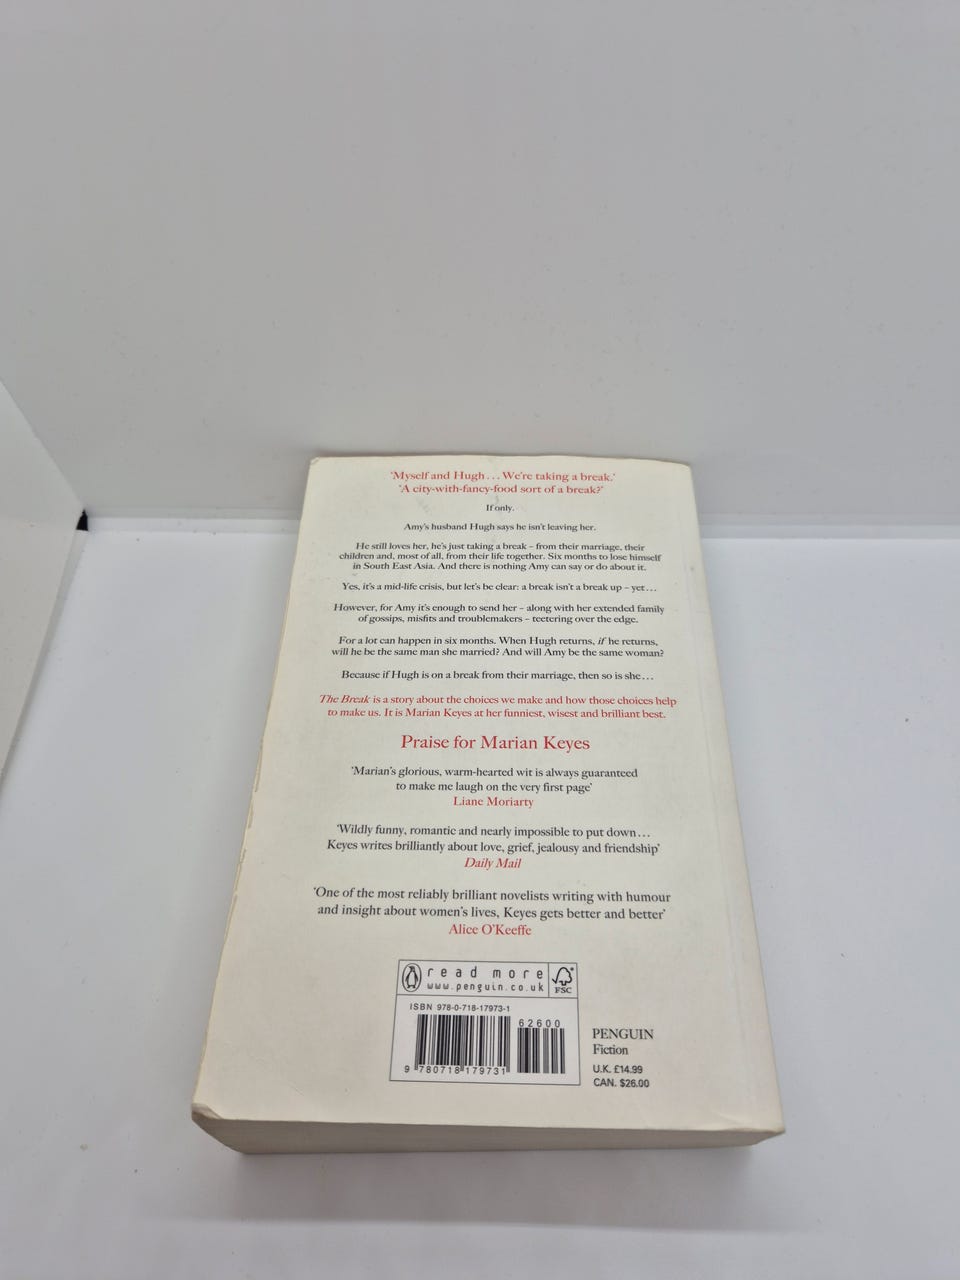 'Myself and Hugh... We're taking a break.'
'A city-with-fancy-food sort of a break?'
If only.
Amy's husband Hugh says he isn't leaving her.
He still loves her, he's just taking a break – from their marriage, their
children and, most of all, from their life together. Six months to lose himself
in South East Asia. And there is nothing Amy can say or do about it.
Yes, it's a mid-life crisis, but let's be clear: a break isn't a break up – yet...
However, for Amy it's enough to send her – along with her extended family
of gossips, misfits and troublemakers – teetering over the edge.
For a lot can happen in six months. When Hugh returns, if he returns,
will he be the same man she married? And will Amy be the same woman?
Because if Hugh is on a break from their marriage, then so is she...
The Break is a story about the choices we make and how those choices help
to make us. It is Marian Keyes at her funniest, wisest and brilliant best.
Praise for Marian Keyes
'Marian's glorious, warm-hearted wit is always guaranteed
to make me laugh on the very first page'
Liane Moriarty
'Wildly funny, romantic and nearly impossible to put down...
Keyes writes brilliantly about love, grief, jealousy and friendship'
Daily Mail
'One of the most reliably brilliant novelists writing with humour
and insight about women's lives, Keyes gets better and better'
Alice O'Keeffe
read more
www.penguin.co.uk
FSC
ISBN 978-0-718-17973-1
62600
9 780718 179731
PENGUIN
Fiction
U.K. £14.99
CAN. $26.00